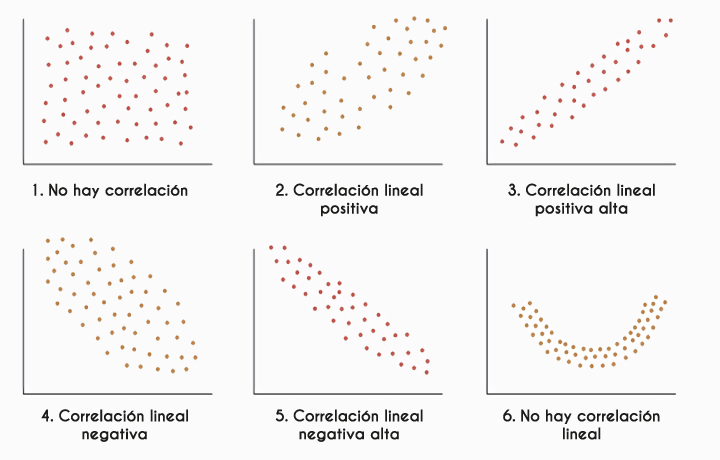 1. No hay correlación
2. Correlación lineal
positiva
3. Correlación lineal
positiva alta
4. Correlación lineal
negativa
5. Correlación lineal
negativa alta
6. No hay correlación
lineal